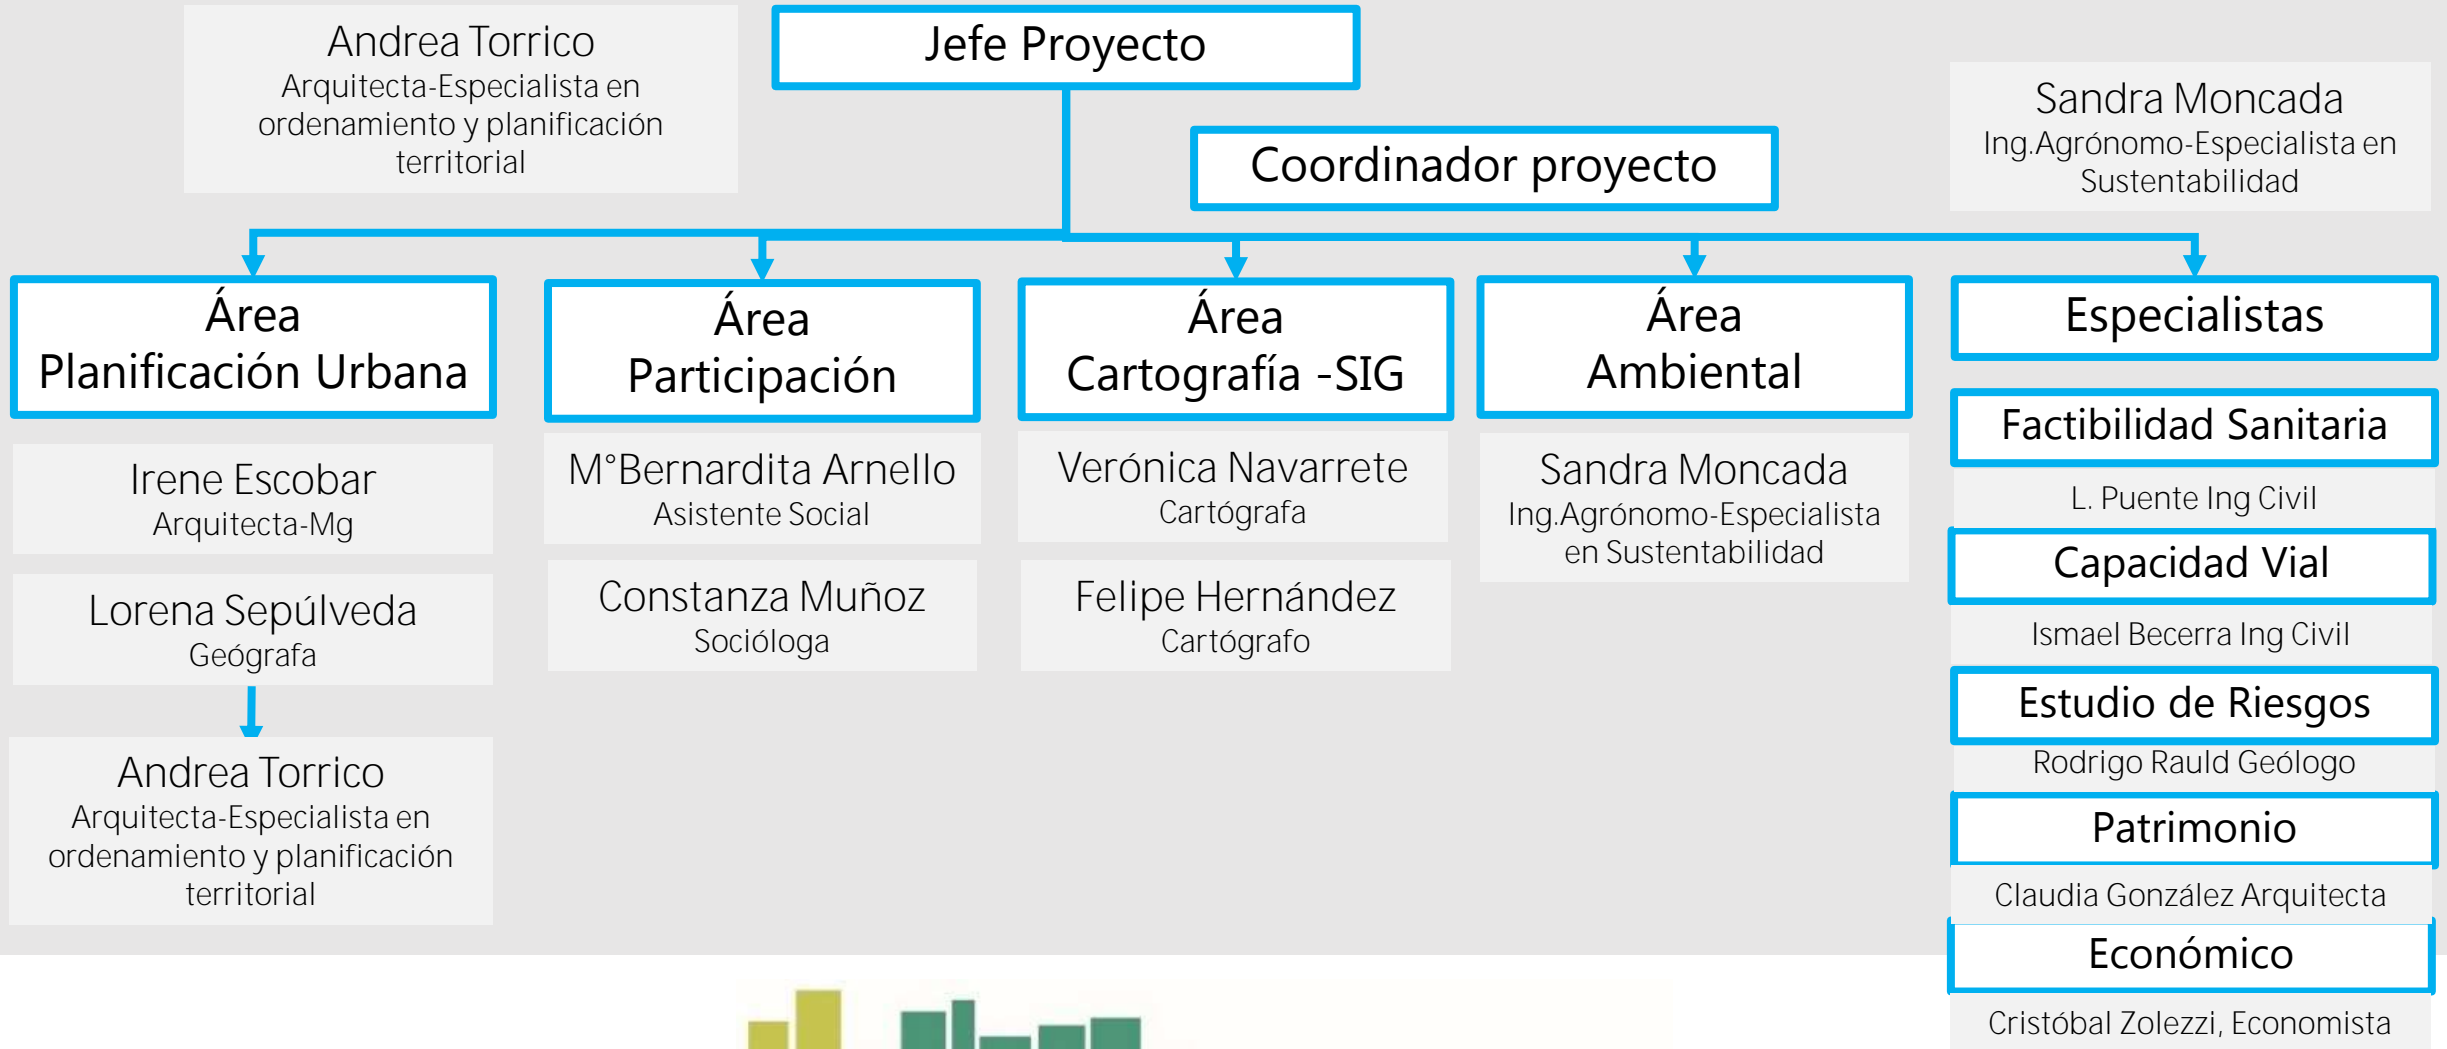 Andrea Torrico
Arquitecta-Especialista en
ordenamiento y planificación
territorial
Jefe Proyecto
Coordinador proyecto
Sandra Moncada
Ing.Agrónomo-Especialista en
Sustentabilidad
Área
Planificación Urbana
Irene Escobar
Arquitecta-Mg
Lorena Sepúlveda
Geógrafa
Andrea Torrico
Arquitecta-Especialista en
ordenamiento y planificación
territorial
Área
Participación
M°Bernardita Arnello
Asistente Social
Constanza Muñoz
Socióloga
Área
Cartografía -SIG
Verónica Navarrete
Cartógrafa
Felipe Hernández
Cartógrafo
Área
Ambiental
Sandra Moncada
Ing.Agrónomo-Especialista
en Sustentabilidad
Especialistas
Factibilidad Sanitaria
L. Puente Ing Civil
Capacidad Vial
Ismael Becerra Ing Civil
Estudio de Riesgos
Rodrigo Rauld Geólogo
Patrimonio
Claudia González Arquitecta
Económico
Cristóbal Zolezzi, Economista